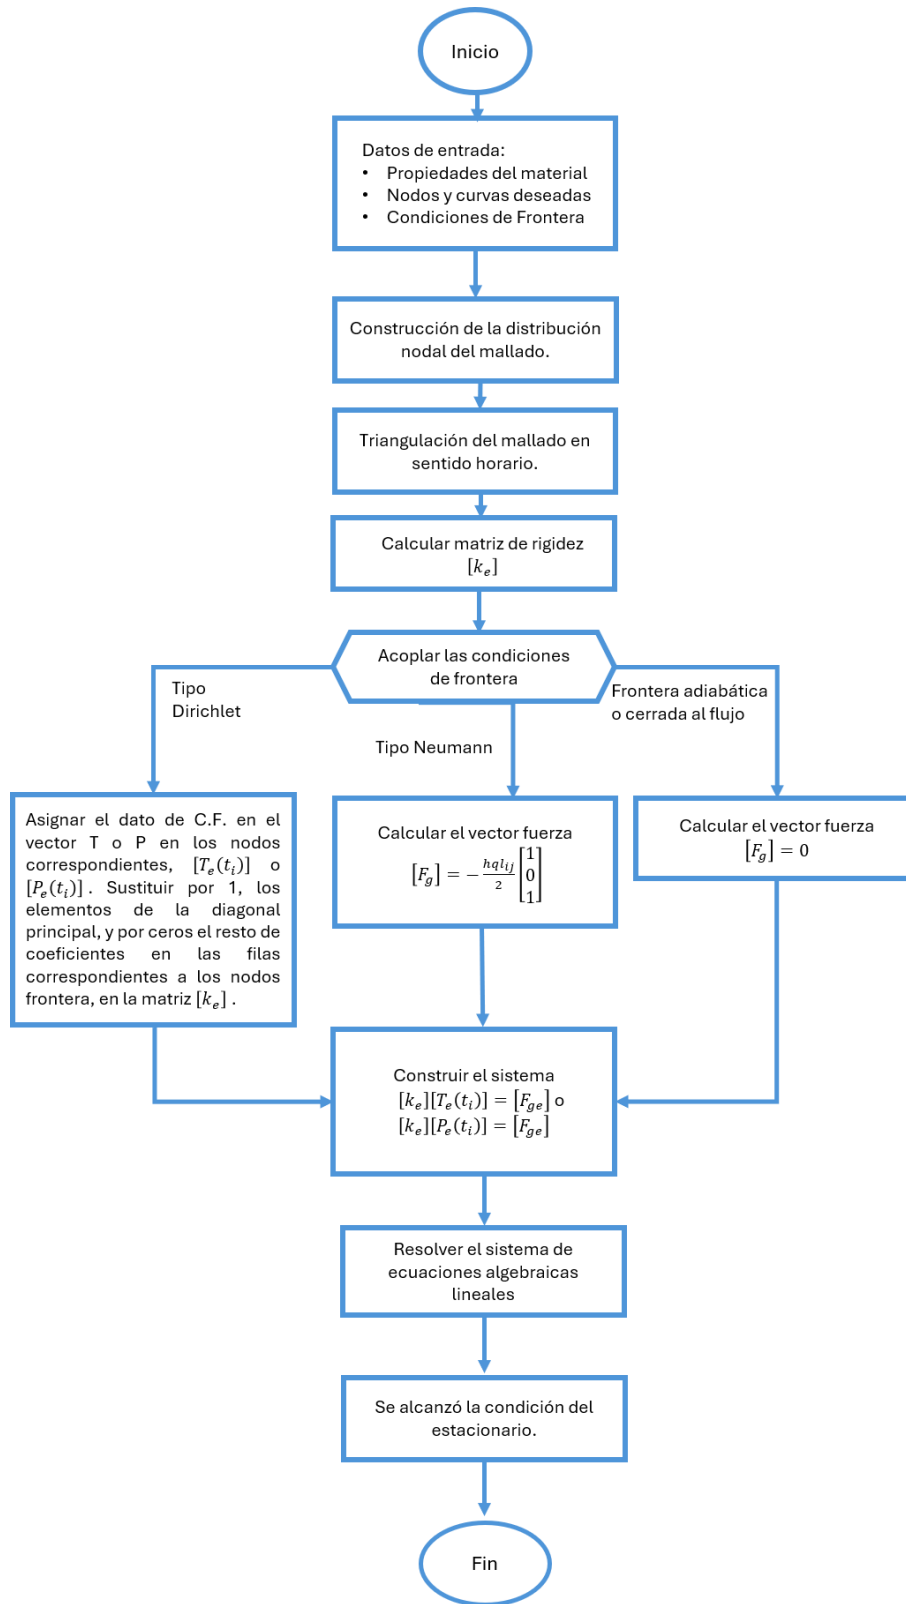 Inicio
Datos de entrada:
• Propiedades del material
• Nodos y curvas deseadas
• Condiciones de Frontera
Construcción de la distribución
nodal del mallado.
Triangulación del mallado en
sentido horario.
Calcular matriz de rigidez
[k_e]
Acoplar las condiciones
de frontera
Tipo
Dirichlet
Tipo Neumann
Frontera adiabática
o cerrada al flujo
Asignar el dato de C.F. en el
vector T o P en los nodos
correspondientes, [T_e(t_i)] o
[P_e(t_i)]. Sustituir por 1, los
elementos de la diagonal
principal, y por ceros el resto de
coeficientes en las filas
correspondientes a los nodos
frontera, en la matriz [k_e] .
Calcular el vector fuerza
[F_g] = −(hql_ij/2)[1 0 1]
Calcular el vector fuerza
[F_g] = 0
Construir el sistema
[k_e][T_e(t_i)] = [F_ge] o
[k_e][P_e(t_i)] = [F_ge]
Resolver el sistema de
ecuaciones algebraicas
lineales
Se alcanzó la condición del
estacionario.
Fin